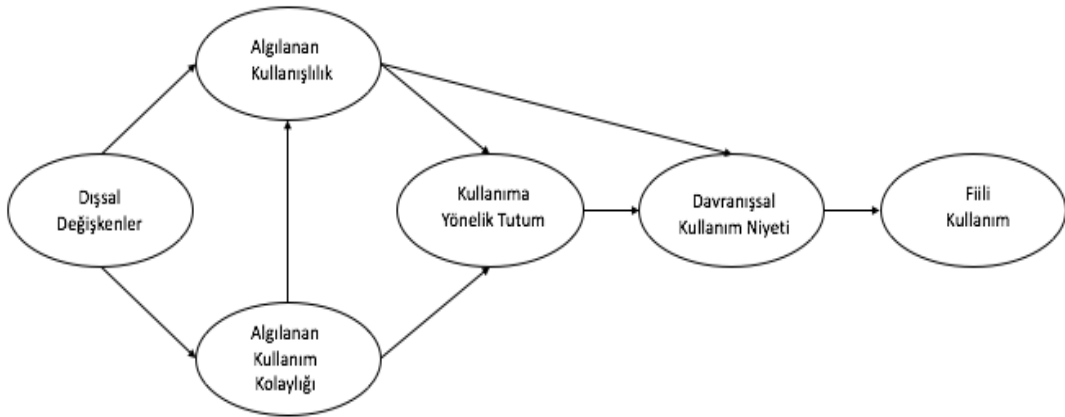 Algılanan
Kullanışlılık
Dışsal
Değişkenler
Kullanıma
Yönelik Tutum
Davranışsal
Kullanım Niyeti
Fiili
Kullanım
Algılanan
Kullanım
Kolaylığı